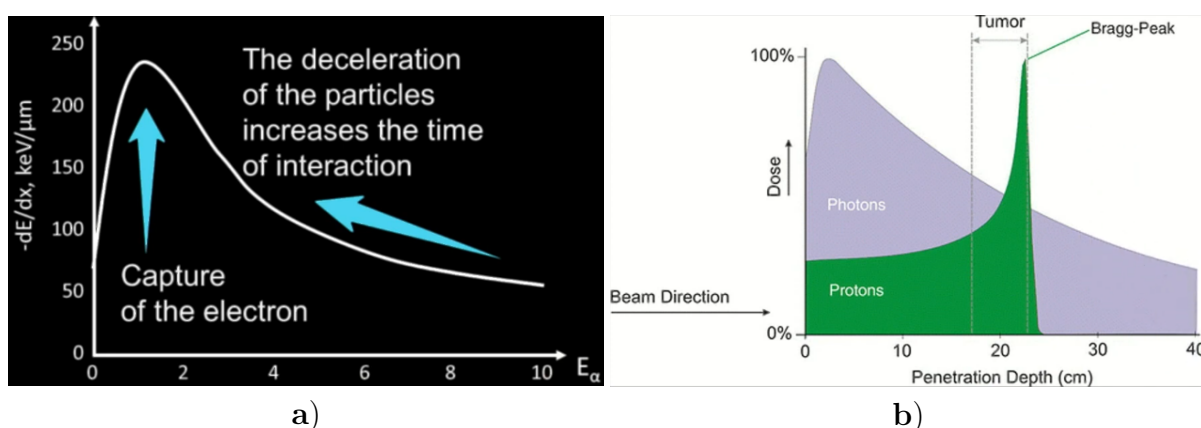 -dE/dx, keV/μm
250
200
150
100
50
0
The deceleration
of the particles
increases the time
of interaction
Capture
of the electron
0 2 4 6 8 10 Eα
a)
Tumor
Bragg-Peak
100%
Dose
Photons
Protons
Beam Direction
0%
0 10 20 30 40
Penetration Depth (cm)
b)